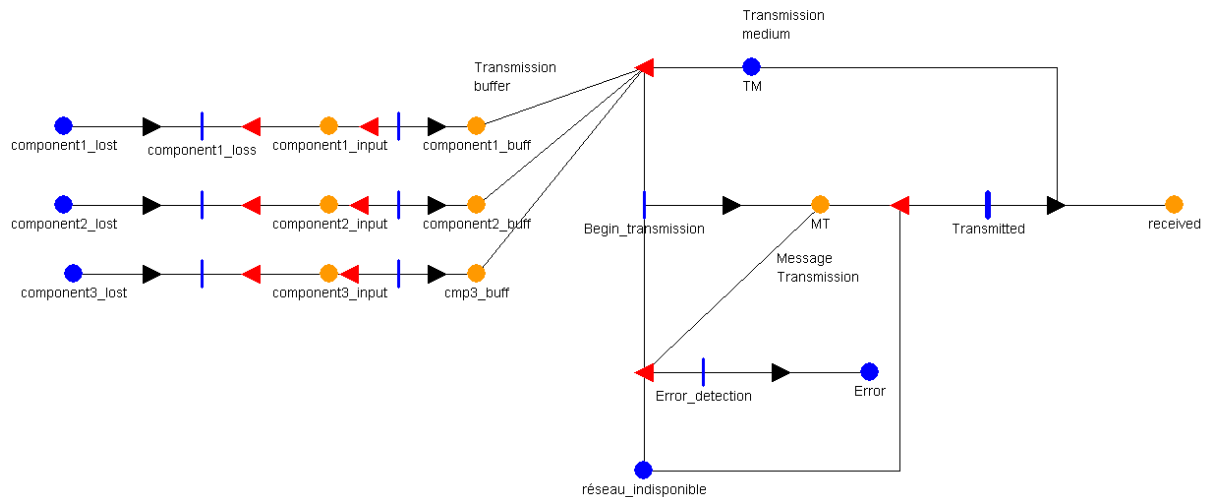 Transmission
medium
Transmission
buffer
TM
component1_lost
component1_loss
component1_input
component1_buff
component2_lost
component2_input
component2_buff
Begin_transmission
MT
Transmitted
received
Message
Transmission
component3_lost
component3_input
cmp3_buff
Error_detection
Error
réseau_indisponible